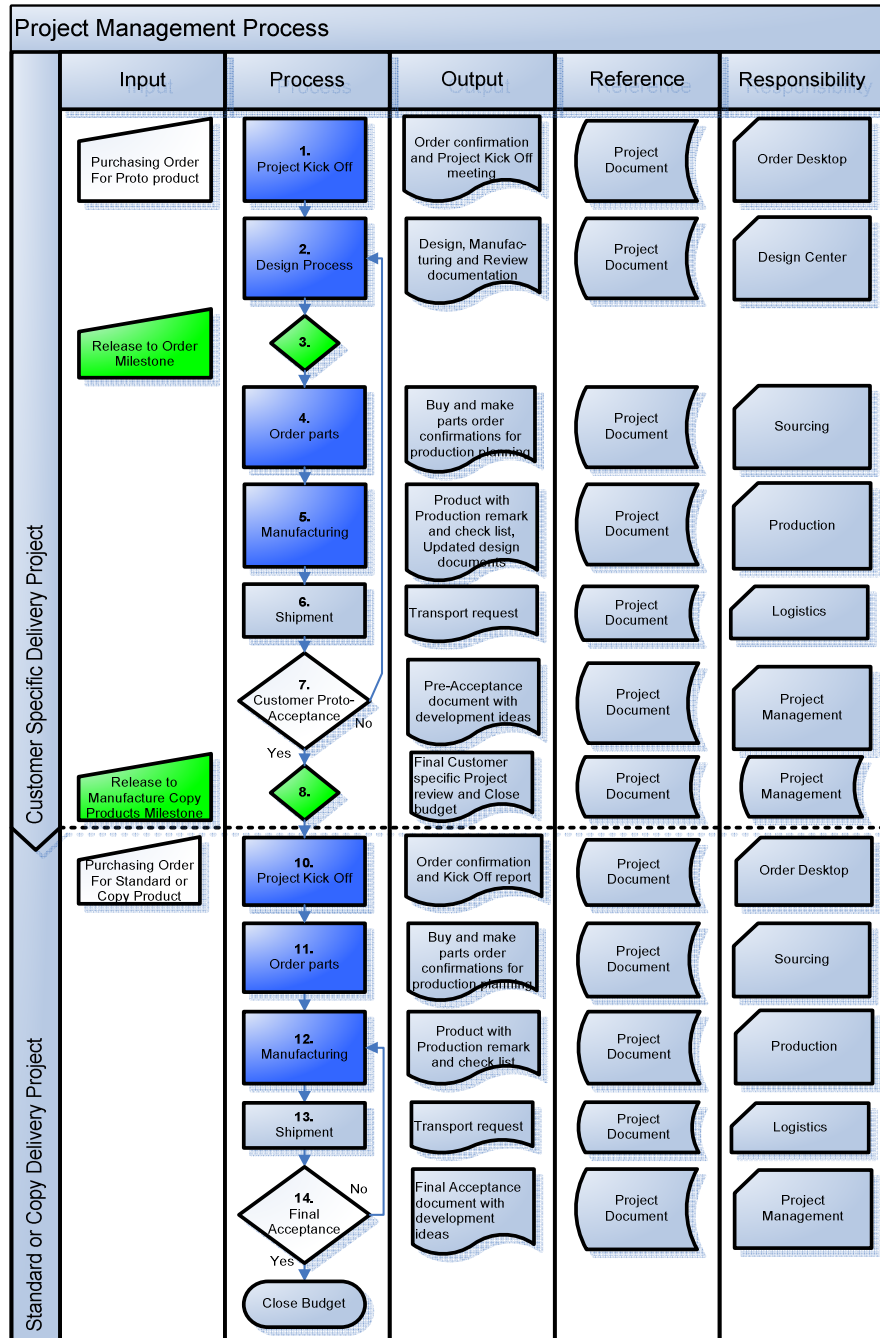 Project Management Process
Input
Process
Output
Reference
Responsibility
Customer Specific Delivery Project
Purchasing Order
For Proto product
1.
Project Kick Off
Order confirmation
and Project Kick Off
meeting
Project
Document
Order Desktop
2.
Design Process
Design, Manufac-
turing and Review
documentation
Project
Document
Design Center
Release to Order
Milestone
3.
4.
Order parts
Buy and make
parts order
confirmations for
production planning
Project
Document
Sourcing
5.
Manufacturing
Product with
Production remark
and check list,
Updated design
documents
Project
Document
Production
6.
Shipment
Transport request
Project
Document
Logistics
7.
Customer Proto-
Acceptance
No
Yes
Pre-Acceptance
document with
development ideas
Project
Document
Project
Management
Release to
Manufacture Copy
Products Milestone
8.
Final Customer
specific Project
review and Close
budget
Project
Document
Project
Management
Standard or Copy Delivery Project
Purchasing Order
For Standard or
Copy Product
10.
Project Kick Off
Order confirmation
and Kick Off report
Project
Document
Order Desktop
11.
Order parts
Buy and make
parts order
confirmations for
production planning
Project
Document
Sourcing
12.
Manufacturing
Product with
Production remark
and check list
Project
Document
Production
13.
Shipment
Transport request
Project
Document
Logistics
14.
Final
Acceptance
No
Yes
Final Acceptance
document with
development
ideas
Project
Document
Project
Management
Close Budget